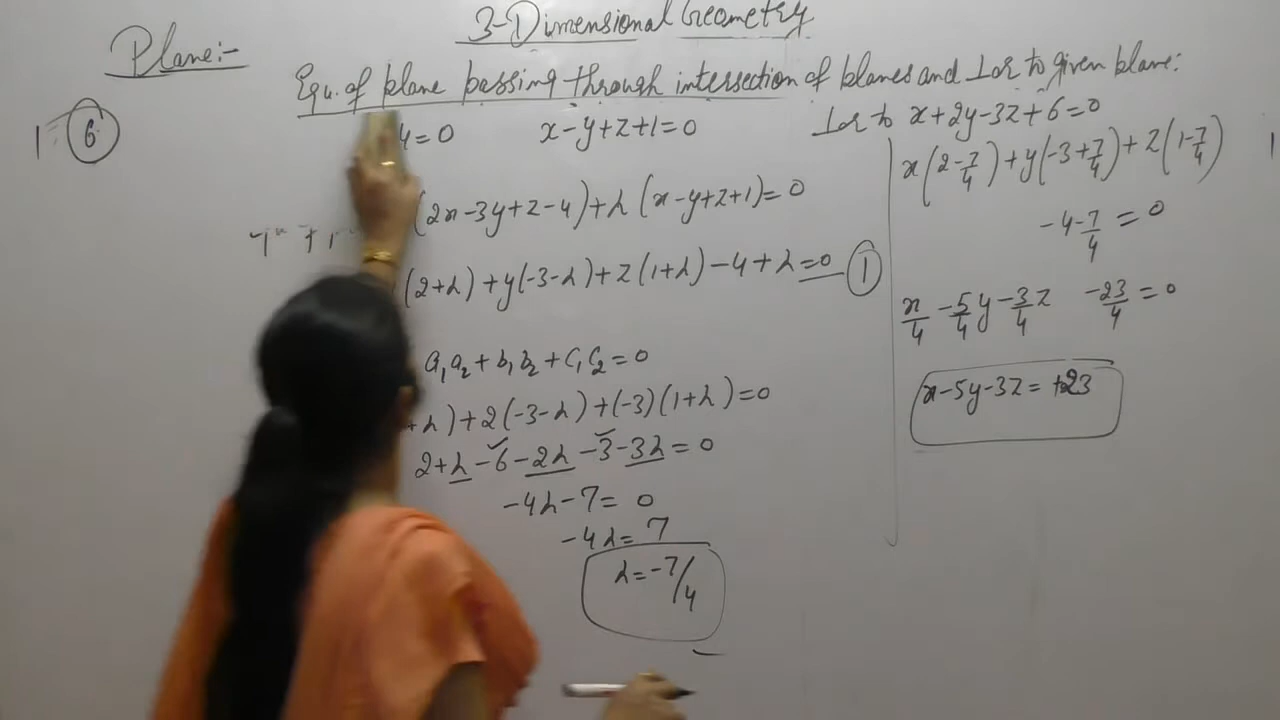 3-Dimensional Geometry
Plane:-
Equ. of plane passing through intersection of planes and ⊥ar to given plane:
1 6
4=0 x-y+z+1=0 ⊥ar to x+2y-3z+6=0
(2x-3y+z-4)+λ(x-y+z+1)=0
(2+λ)+y(-3-λ)+z(1+λ)-4+λ=0 1
a₁a₂+b₁b₂+c₁c₂=0
+λ)+2(-3-λ)+(-3)(1+λ)=0
2+λ-6-2λ-3-3λ=0
-4λ-7=0
-4λ=7
λ=-7/4
x(2-7/4)+y(-3+7/4)+z(1-7/4)
-4-7/4=0
x/4-5/4y-3/4z -23/4=0
x-5y-3z=+23